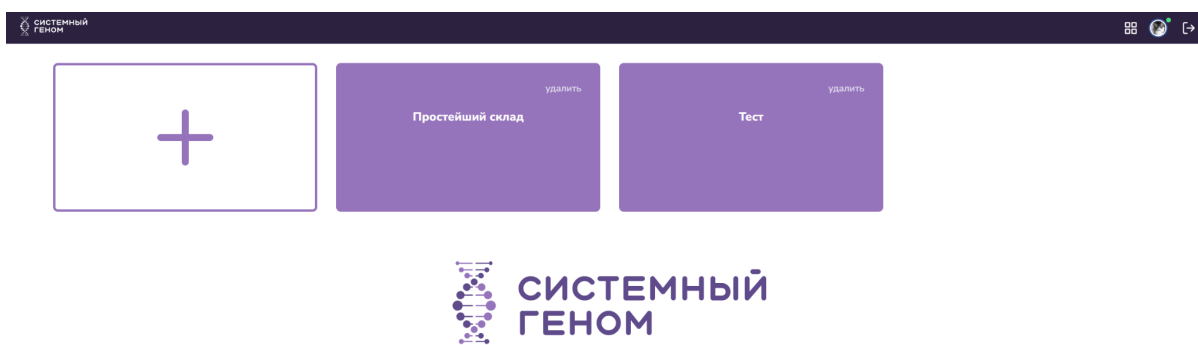 СИСТЕМНЫЙ
ГЕНОМ
удалить
Простейший склад
удалить
Тест
СИСТЕМНЫЙ
ГЕНОМ